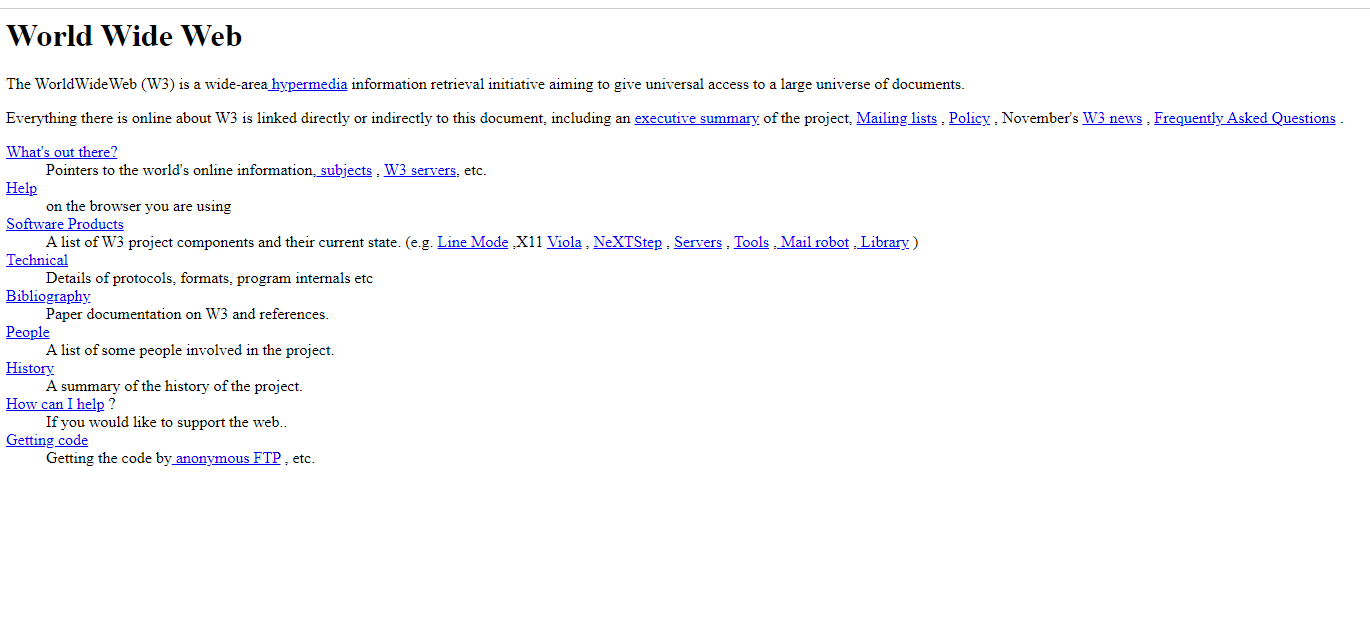 World Wide Web
The WorldWideWeb (W3) is a wide-area hypermedia information retrieval initiative aiming to give universal access to a large universe of documents.
Everything there is online about W3 is linked directly or indirectly to this document, including an executive summary of the project, Mailing lists , Policy , November's W3 news , Frequently Asked Questions .
What's out there?
Pointers to the world's online information, subjects , W3 servers, etc.
Help
on the browser you are using
Software Products
A list of W3 project components and their current state. (e.g. Line Mode ,X11 Viola , NeXTStep , Servers , Tools , Mail robot , Library )
Technical
Details of protocols, formats, program internals etc
Bibliography
Paper documentation on W3 and references.
People
A list of some people involved in the project.
History
A summary of the history of the project.
How can I help ?
If you would like to support the web..
Getting code
Getting the code by anonymous FTP , etc.